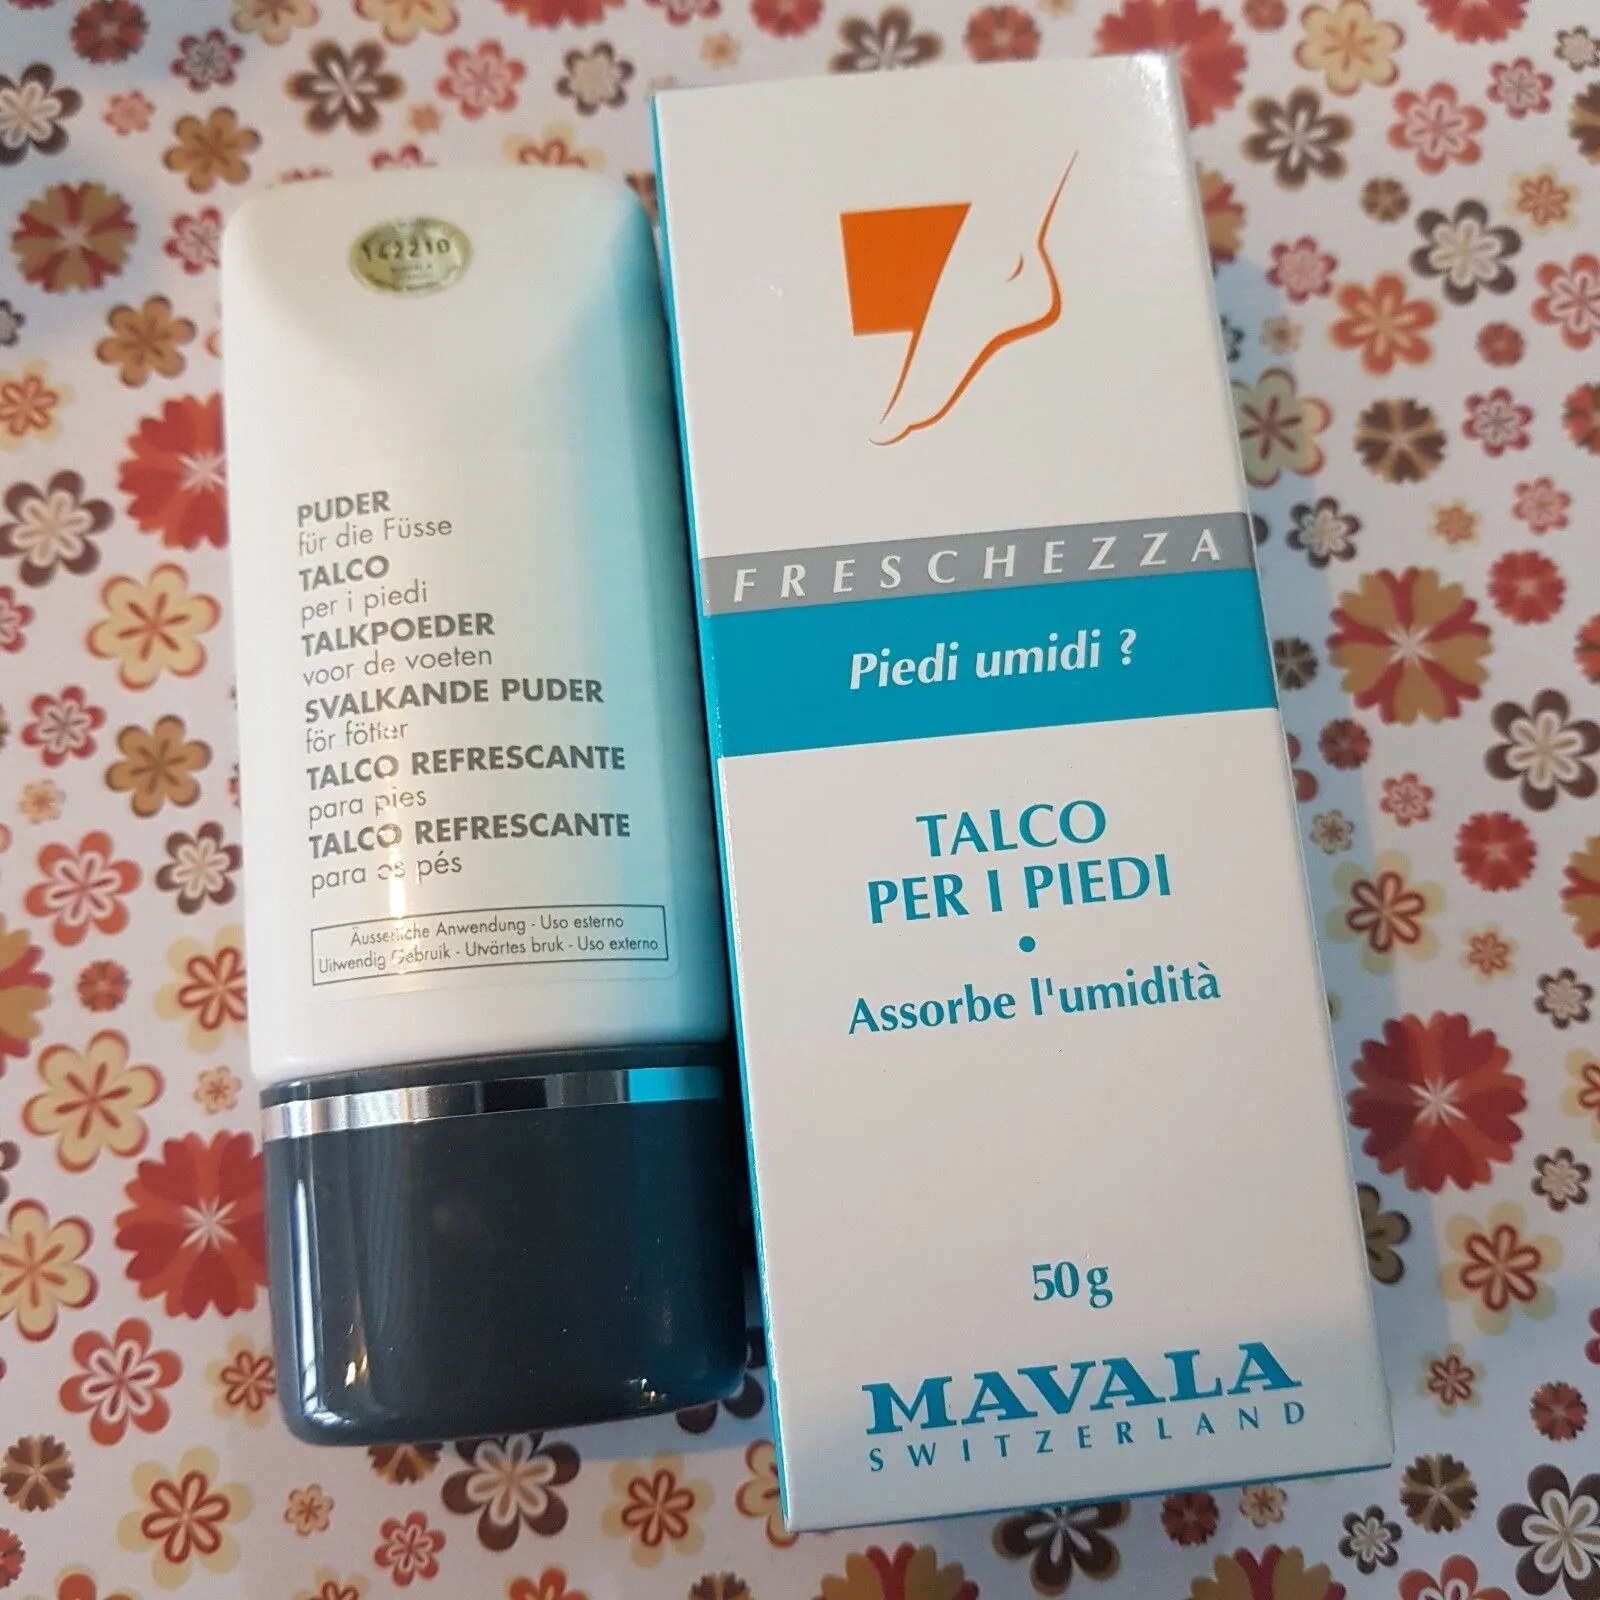 142210
PUDER
für die Füsse
TALCO
per i piedi
TALKPOEDER
voor de voeten
SVALKANDE PUDER
för fötter
TALCO REFRESCANTE
para pies
TALCO REFRESCANTE
para os pés
Äusserliche Anwendung - Uso esterno
Uitwendig Gebruik - Utvärtes bruk - Uso externo
FRESCHEZZA
Piedi umidi ?
TALCO
PER I PIEDI
•
Assorbe l'umidità
50 g
MAVALA
SWITZERLAND